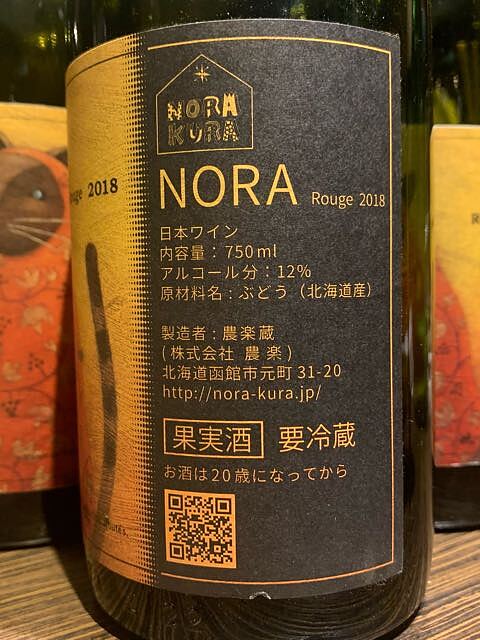 NORA
KURA
NORA Rouge 2018
日本ワイン
内容量：750ml
アルコール分：12%
原材料名：ぶどう（北海道産）
製造者：農楽蔵
(株式会社 農楽)
北海道函館市元町31-20
http://nora-kura.jp/
果実酒 要冷蔵
お酒は20歳になってから
Rouge 2018